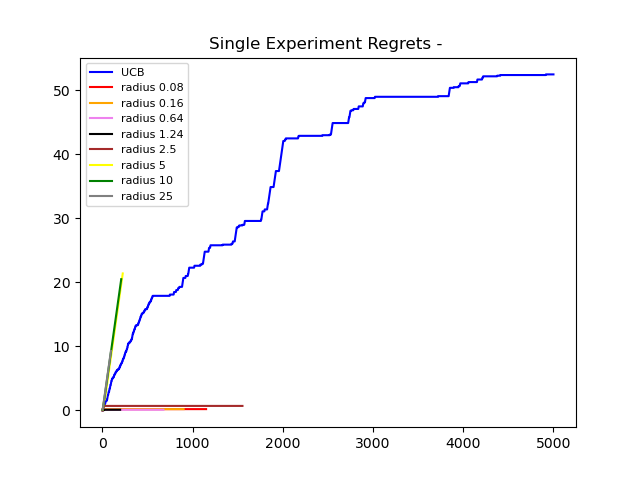 Single Experiment Regrets -
UCB
radius 0.08
radius 0.16
radius 0.64
radius 1.24
radius 2.5
radius 5
radius 10
radius 25
50
40
30
20
10
0
0 1000 2000 3000 4000 5000